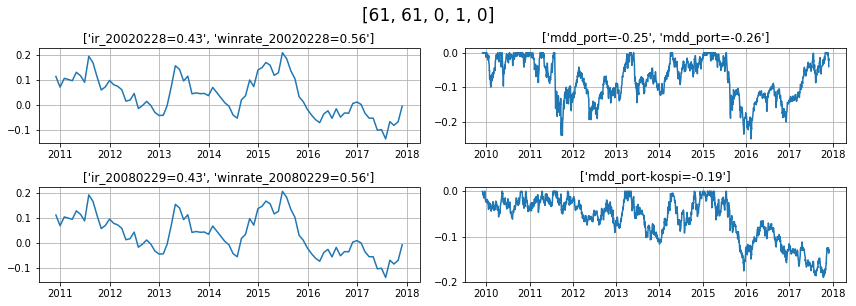 [61, 61, 0, 1, 0]
['ir_20020228=0.43', 'winrate_20020228=0.56']
0.2
0.1
0.0
−0.1
2011 2012 2013 2014 2015 2016 2017 2018
['mdd_port=-0.25', 'mdd_port=-0.26']
0.0
−0.1
−0.2
2010 2011 2012 2013 2014 2015 2016 2017 2018
['ir_20080229=0.43', 'winrate_20080229=0.56']
0.2
0.1
0.0
−0.1
2011 2012 2013 2014 2015 2016 2017 2018
['mdd_port-kospi=-0.19']
0.0
−0.1
−0.2
2010 2011 2012 2013 2014 2015 2016 2017 2018